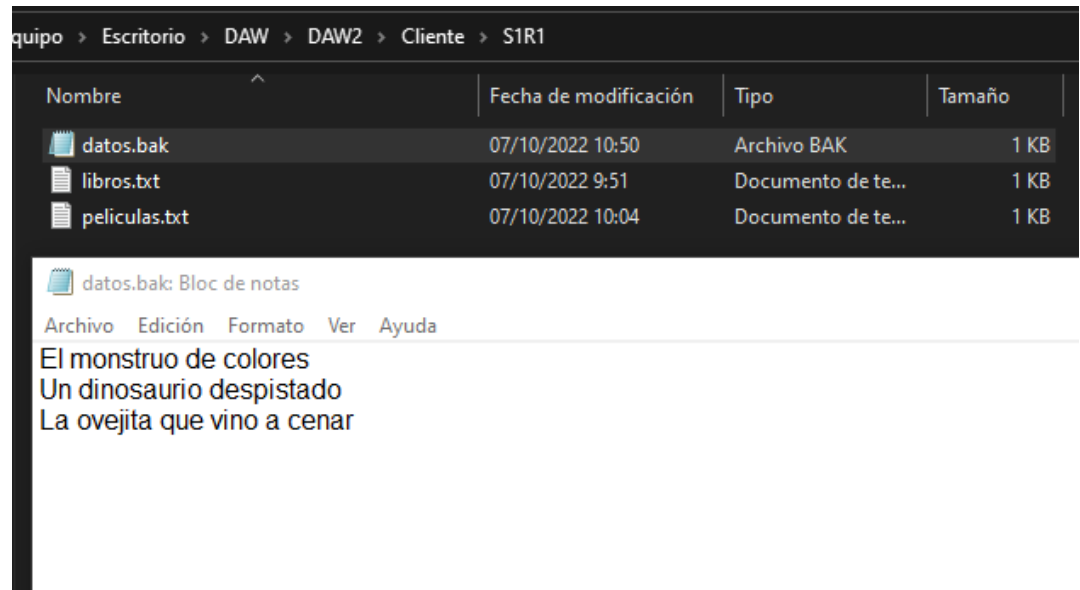 quipo > Escritorio > DAW > DAW2 > Cliente > S1R1
Nombre Fecha de modificación Tipo Tamaño
datos.bak 07/10/2022 10:50 Archivo BAK 1 KB
libros.txt 07/10/2022 9:51 Documento de te... 1 KB
peliculas.txt 07/10/2022 10:04 Documento de te... 1 KB
datos.bak: Bloc de notas
Archivo Edición Formato Ver Ayuda
El monstruo de colores
Un dinosaurio despistado
La ovejita que vino a cenar